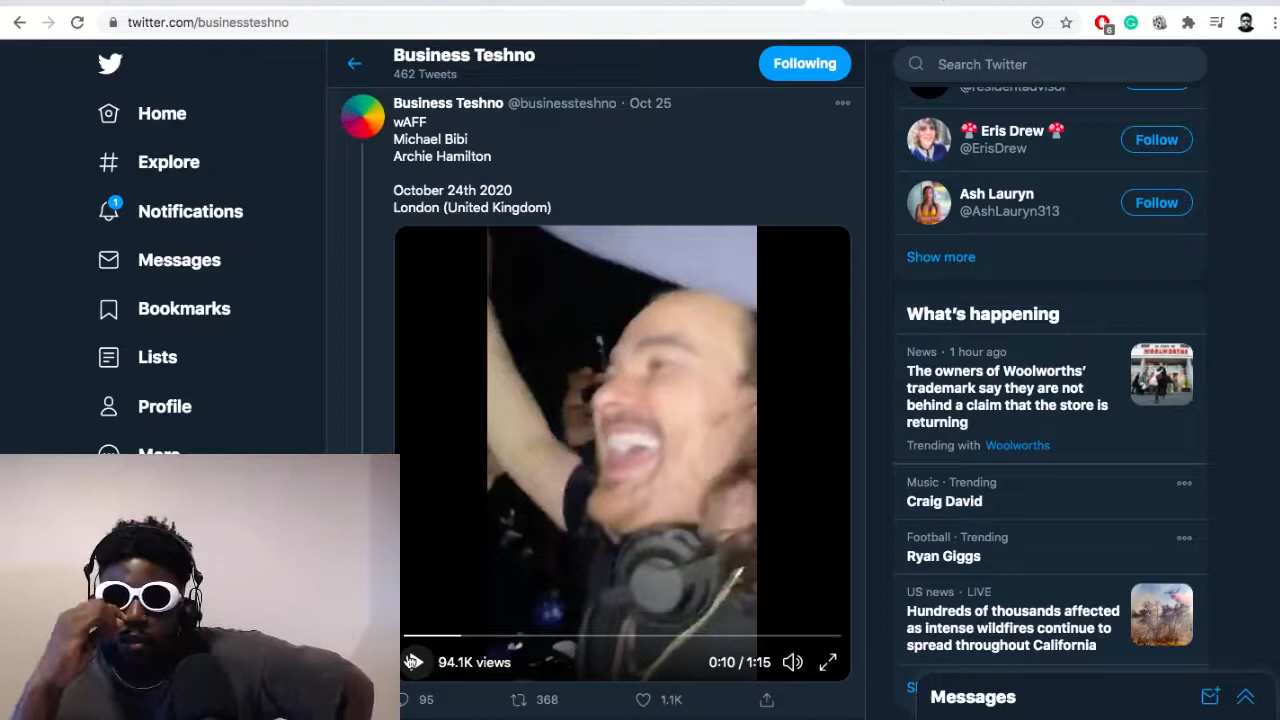 twitter.com/businessteshno
6
Home
Explore
1
Notifications
Messages
Bookmarks
Lists
Profile
More
Business Teshno
462 Tweets
Following
Business Teshno @businessteshno · Oct 25
wAFF
Michael Bibi
Archie Hamilton
October 24th 2020
London (United Kingdom)
94.1K views
0:10 / 1:15
95
368
1.1K
Search Twitter
@residentadvisor
Eris Drew
@ErisDrew
Follow
Ash Lauryn
@AshLauryn313
Follow
Show more
What's happening
News · 1 hour ago
The owners of Woolworths'
trademark say they are not
behind a claim that the store is
returning
Trending with Woolworths
WOOLWORTHS
Music · Trending
Craig David
Football · Trending
Ryan Giggs
US news · LIVE
Hundreds of thousands affected
as intense wildfires continue to
spread throughout California
Messages